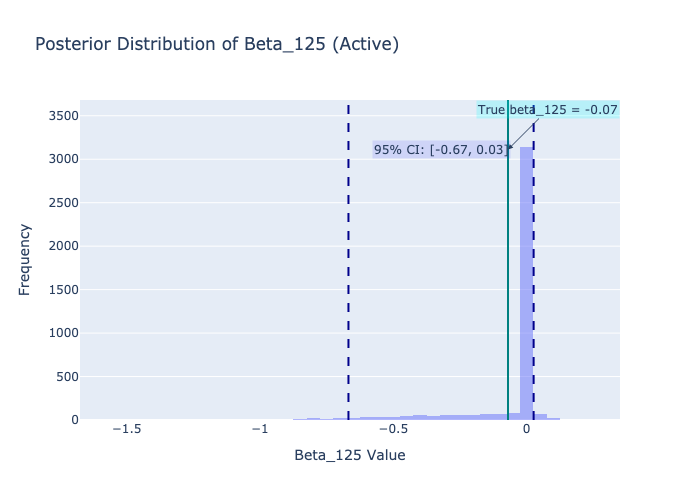 Posterior Distribution of Beta_125 (Active)
True beta_125 = -0.07
95% CI: [-0.67, 0.03]
3500
3000
2500
2000
1500
1000
500
0
Frequency
−1.5
−1
−0.5
0
Beta_125 Value